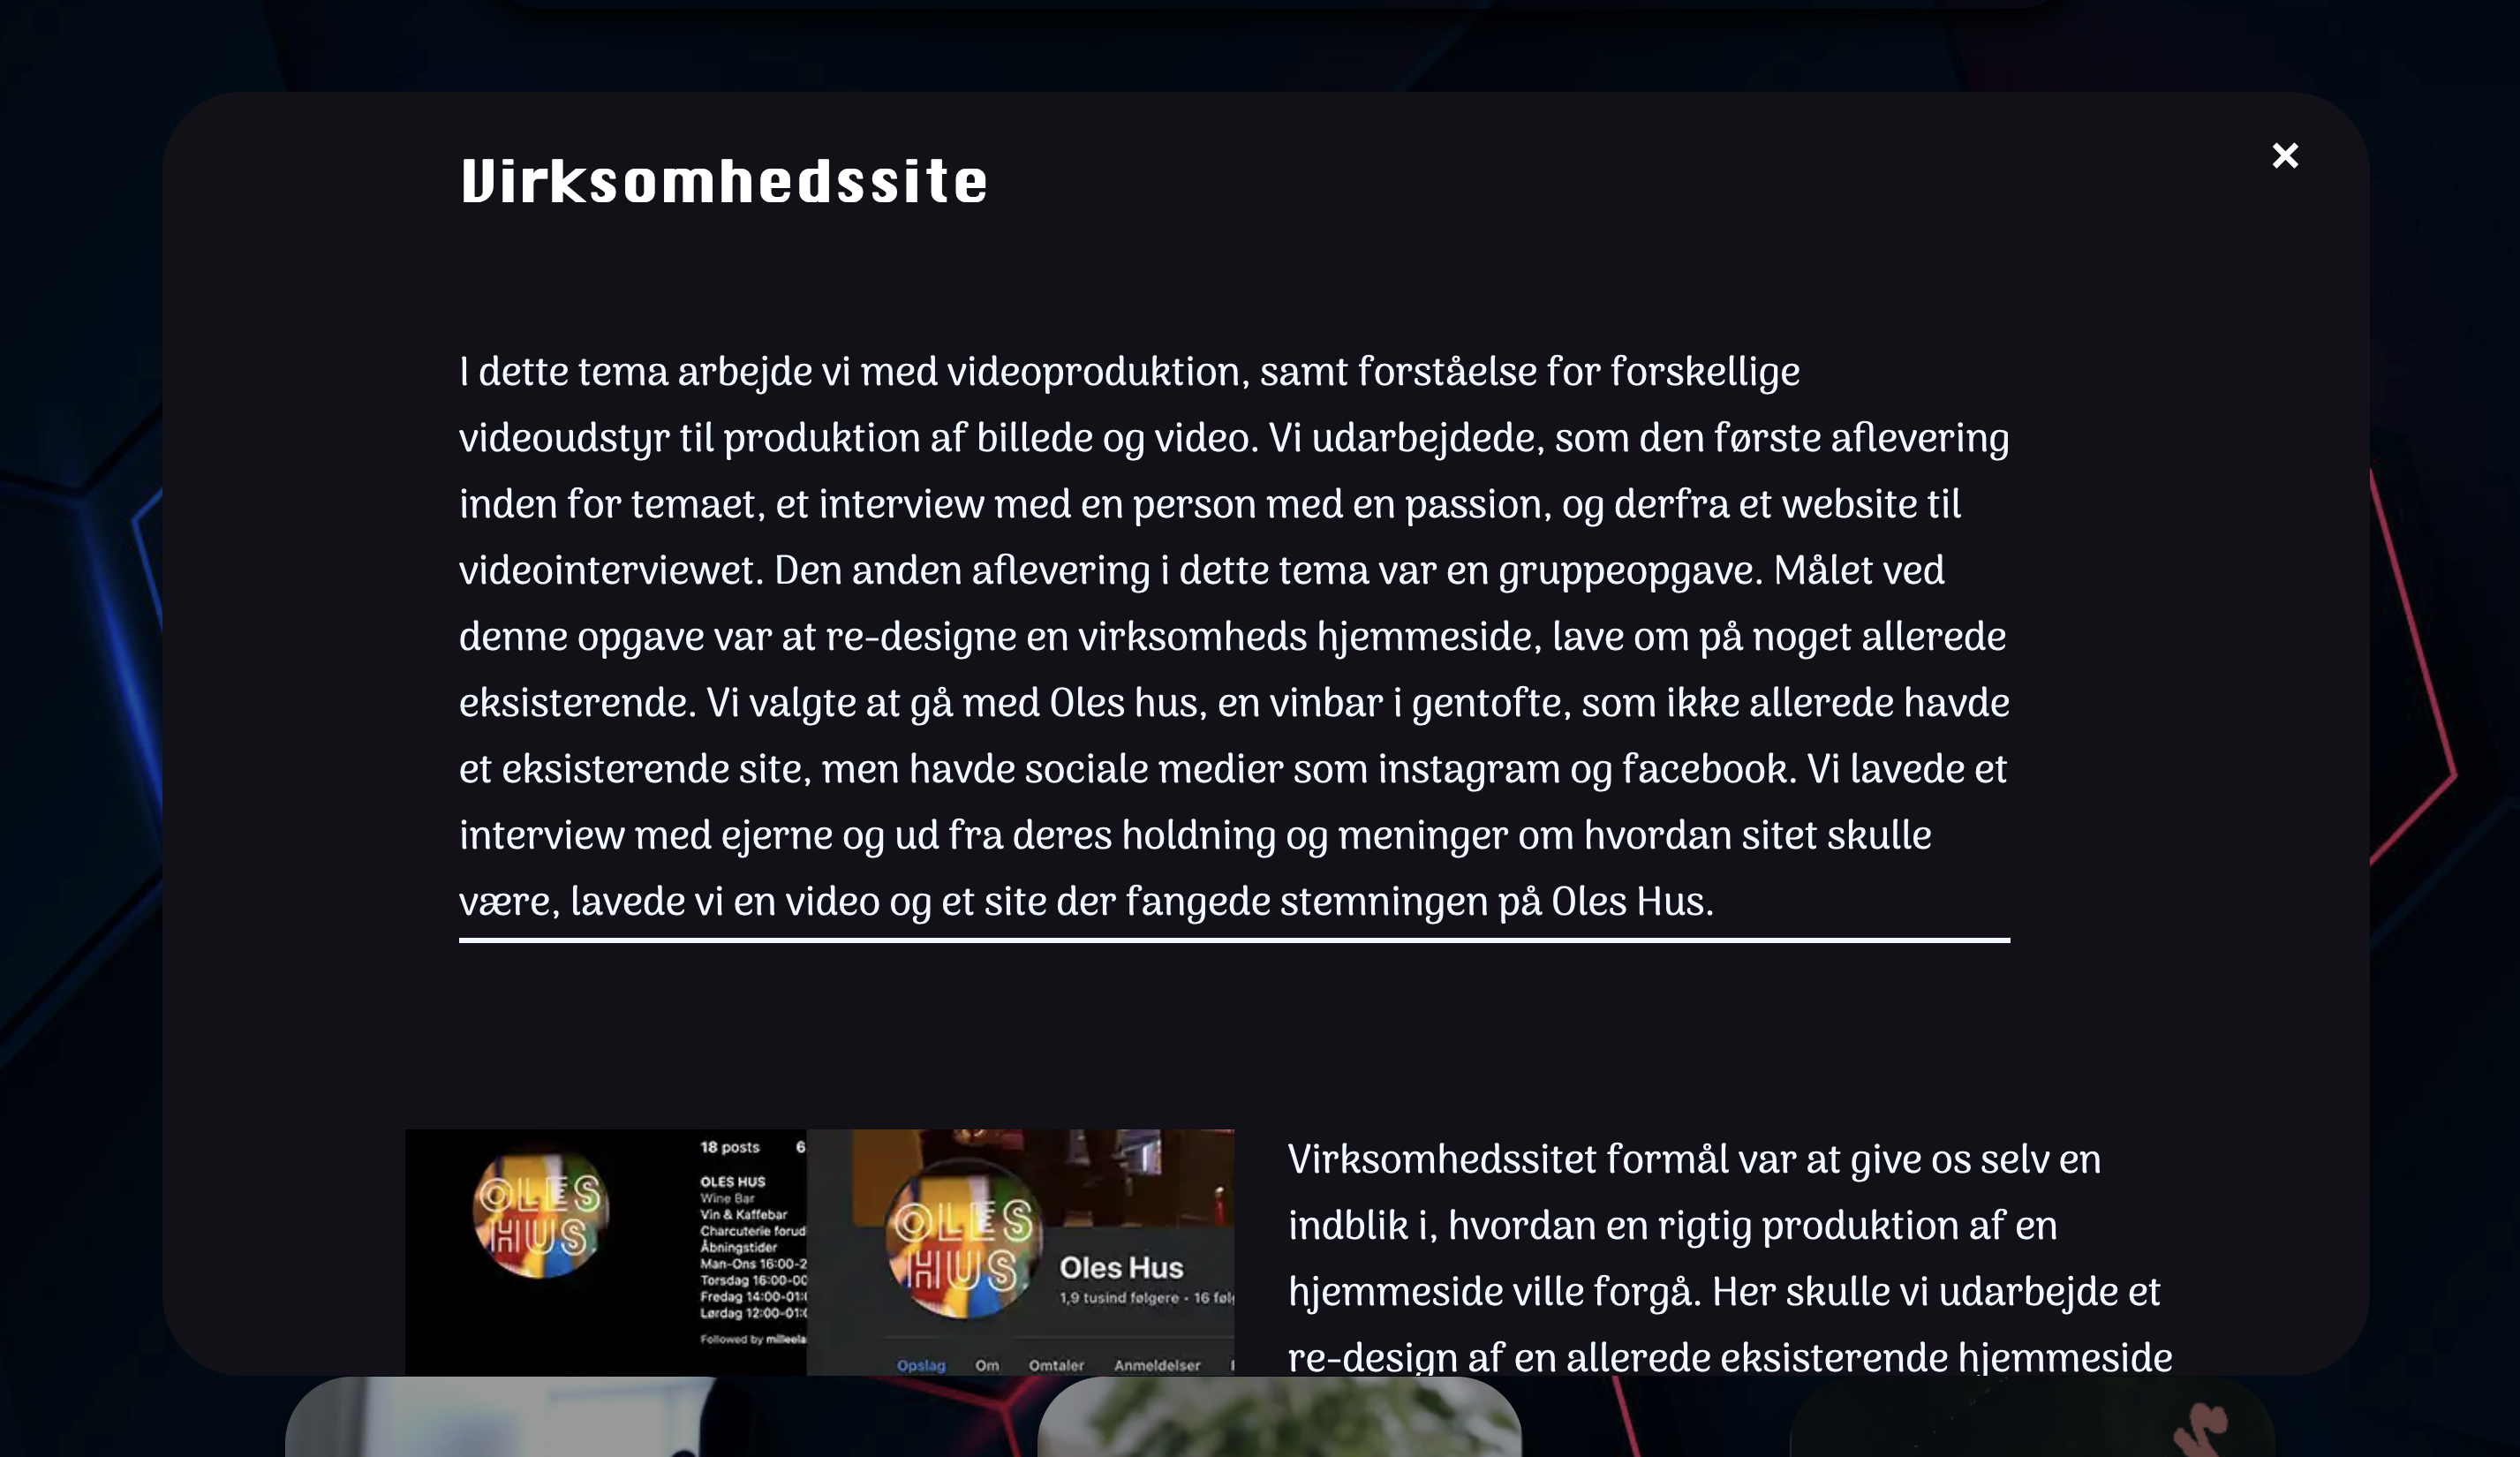 Virksomhedssite
×
I dette tema arbejde vi med videoproduktion, samt forståelse for forskellige
videoudstyr til produktion af billede og video. Vi udarbejdede, som den første aflevering
inden for temaet, et interview med en person med en passion, og derfra et website til
videointerviewet. Den anden aflevering i dette tema var en gruppeopgave. Målet ved
denne opgave var at re-designe en virksomheds hjemmeside, lave om på noget allerede
eksisterende. Vi valgte at gå med Oles hus, en vinbar i gentofte, som ikke allerede havde
et eksisterende site, men havde sociale medier som instagram og facebook. Vi lavede et
interview med ejerne og ud fra deres holdning og meninger om hvordan sitet skulle
være, lavede vi en video og et site der fangede stemningen på Oles Hus.
OLES
HUS.
18 posts 6
OLES HUS
Wine Bar
Vin & Kaffebar
Charcuterie forud
Åbningstider
Man-Ons 16:00-2
Torsdag 16:00-00
Fredag 14:00-01:
Lørdag 12:00-01:
Followed by
OLES
HUS.
Oles Hus
1,9 tusind følgere • 16
Opslag Om Omtaler Anmeldelser
Virksomhedssitet formål var at give os selv en
indblik i, hvordan en rigtig produktion af en
hjemmeside ville forgå. Her skulle vi udarbejde et
re-design af en allerede eksisterende hjemmeside